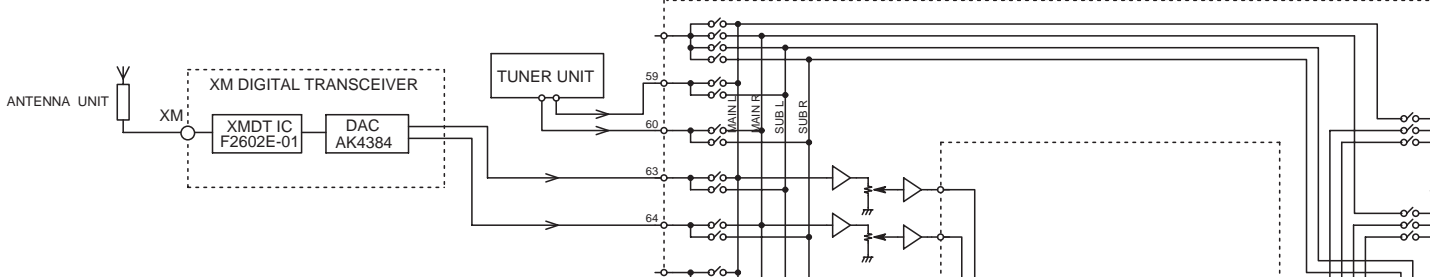 ANTENNA UNIT
XM
XM DIGITAL TRANSCEIVER
XMDT IC
F2602E-01
DAC
AK4384
TUNER UNIT
59
60
63
64
MAIN L
MAIN R
SUB L
SUB R